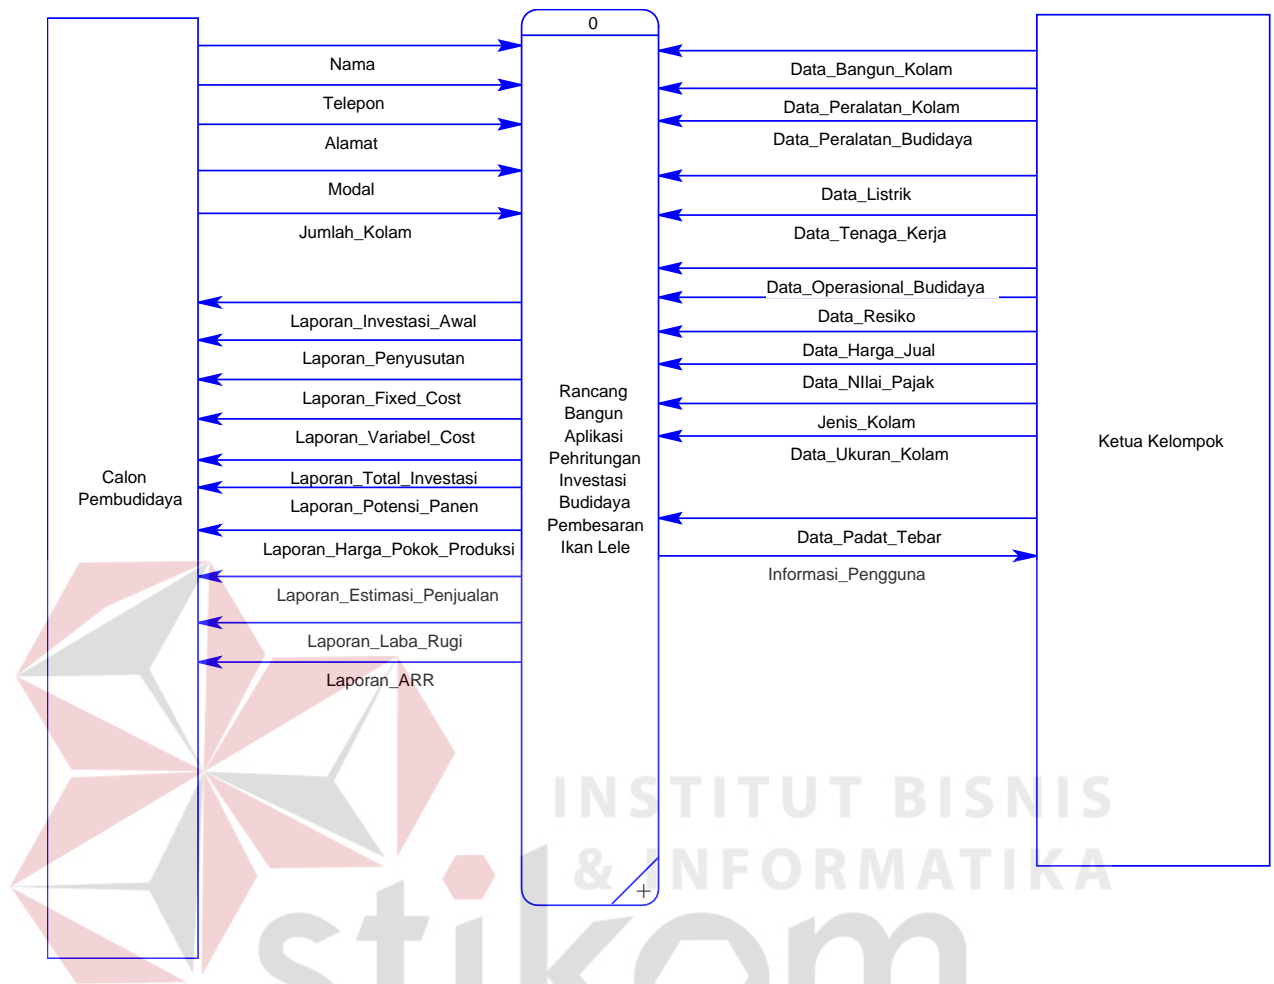 0
Nama
Telepon
Alamat
Modal
Jumlah_Kolam
Laporan_Investasi_Awal
Laporan_Penyusutan
Laporan_Fixed_Cost
Laporan_Variabel_Cost
Laporan_Total_Investasi
Laporan_Potensi_Panen
Laporan_Harga_Pokok_Produksi
Laporan_Estimasi_Penjualan
Laporan_Laba_Rugi
Laporan_ARR
Calon
Pembudidaya
Rancang
Bangun
Aplikasi
Pehritungan
Investasi
Budidaya
Pembesaran
Ikan Lele
Data_Bangun_Kolam
Data_Peralatan_Kolam
Data_Peralatan_Budidaya
Data_Listrik
Data_Tenaga_Kerja
Data_Operasional_Budidaya
Data_Resiko
Data_Harga_Jual
Data_NIlai_Pajak
Jenis_Kolam
Data_Ukuran_Kolam
Data_Padat_Tebar
Informasi_Pengguna
Ketua Kelompok
+
INSTITUT BISNIS
& INFORMATIKA
stikom